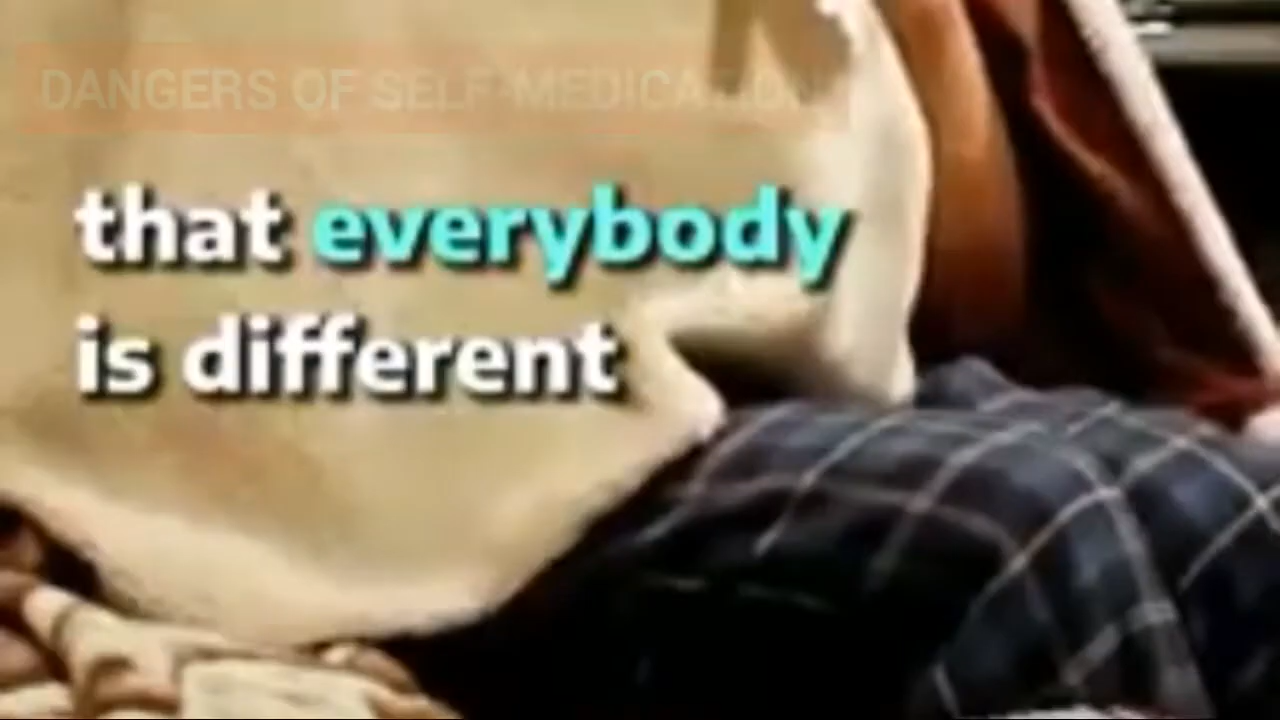 DANGERS OF SELF-MEDICATION
that everybody
is different